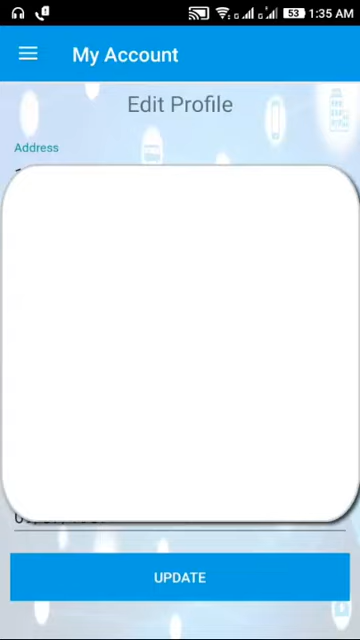 53 1:35 AM
My Account
Edit Profile
Address
UPDATE